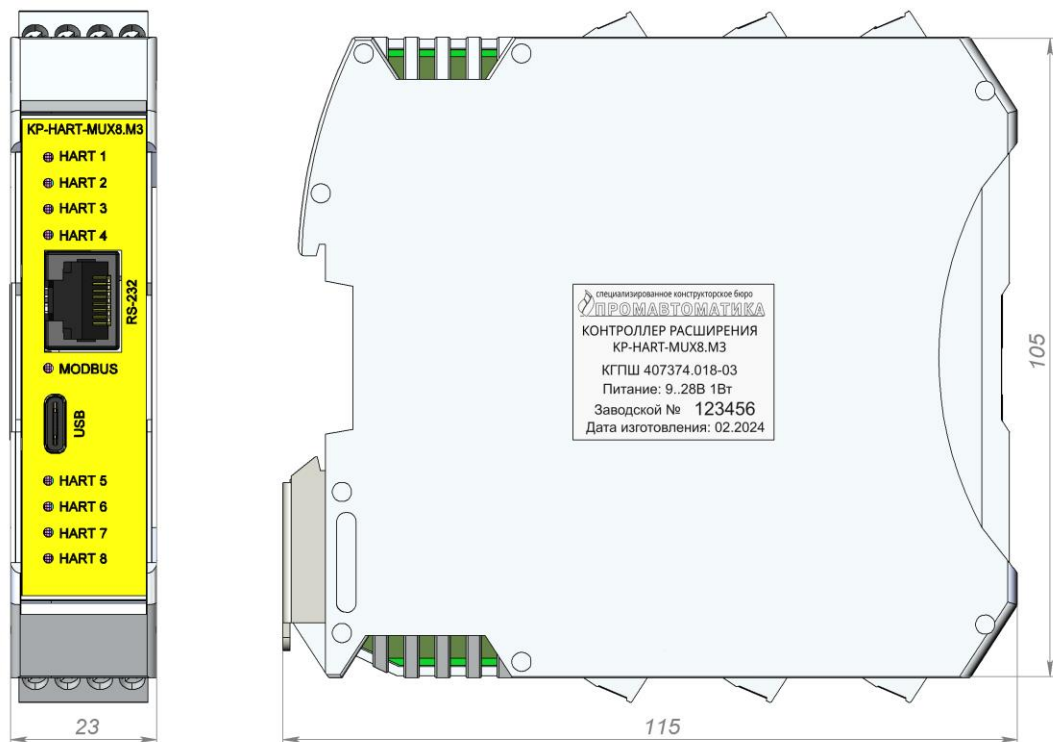 KP-HART-MUX8.M3
HART 1
HART 2
HART 3
HART 4
RS-232
MODBUS
USB
HART 5
HART 6
HART 7
HART 8
23
специализированное конструкторское бюро
ПРОМАВТОМАТИКА
КОНТРОЛЛЕР РАСШИРЕНИЯ
KP-HART-MUX8.M3
КГПШ 407374.018-03
Питание: 9..28В 1Вт
Заводской № 123456
Дата изготовления: 02.2024
105
115